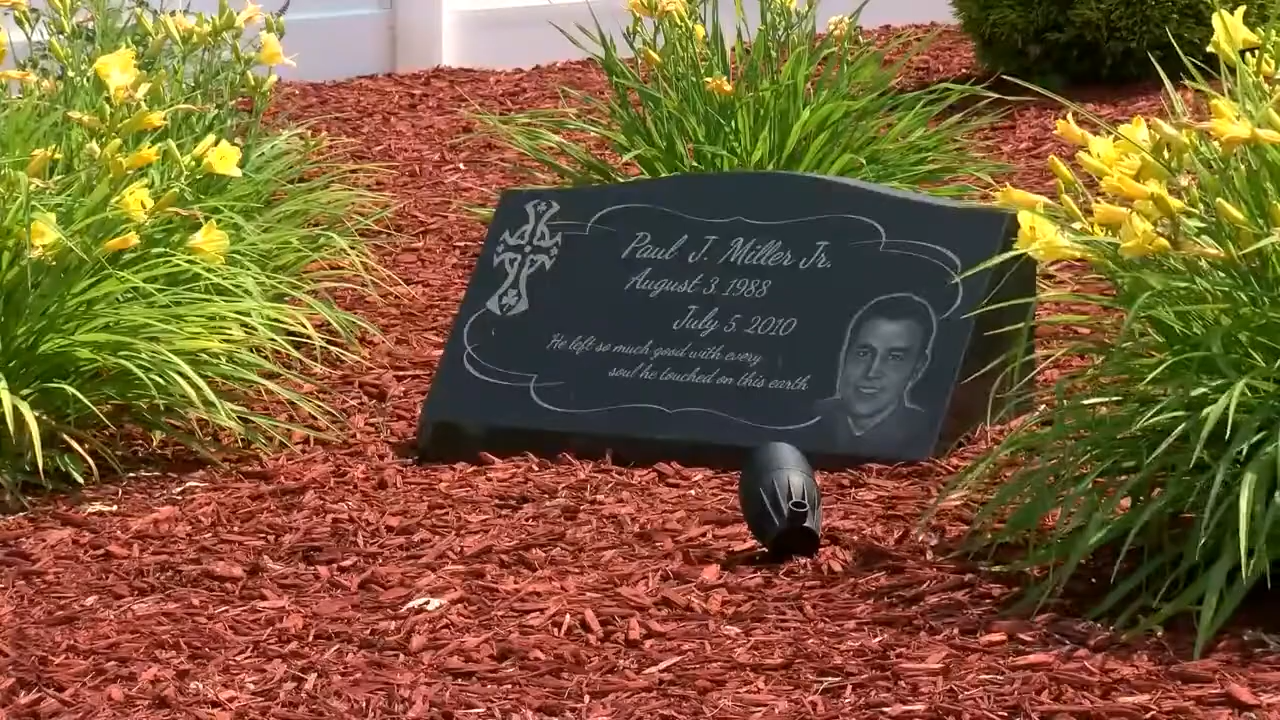 Paul J. Miller Jr.
August 3, 1988
July 5, 2010
He left so much good with every
soul he touched on this earth